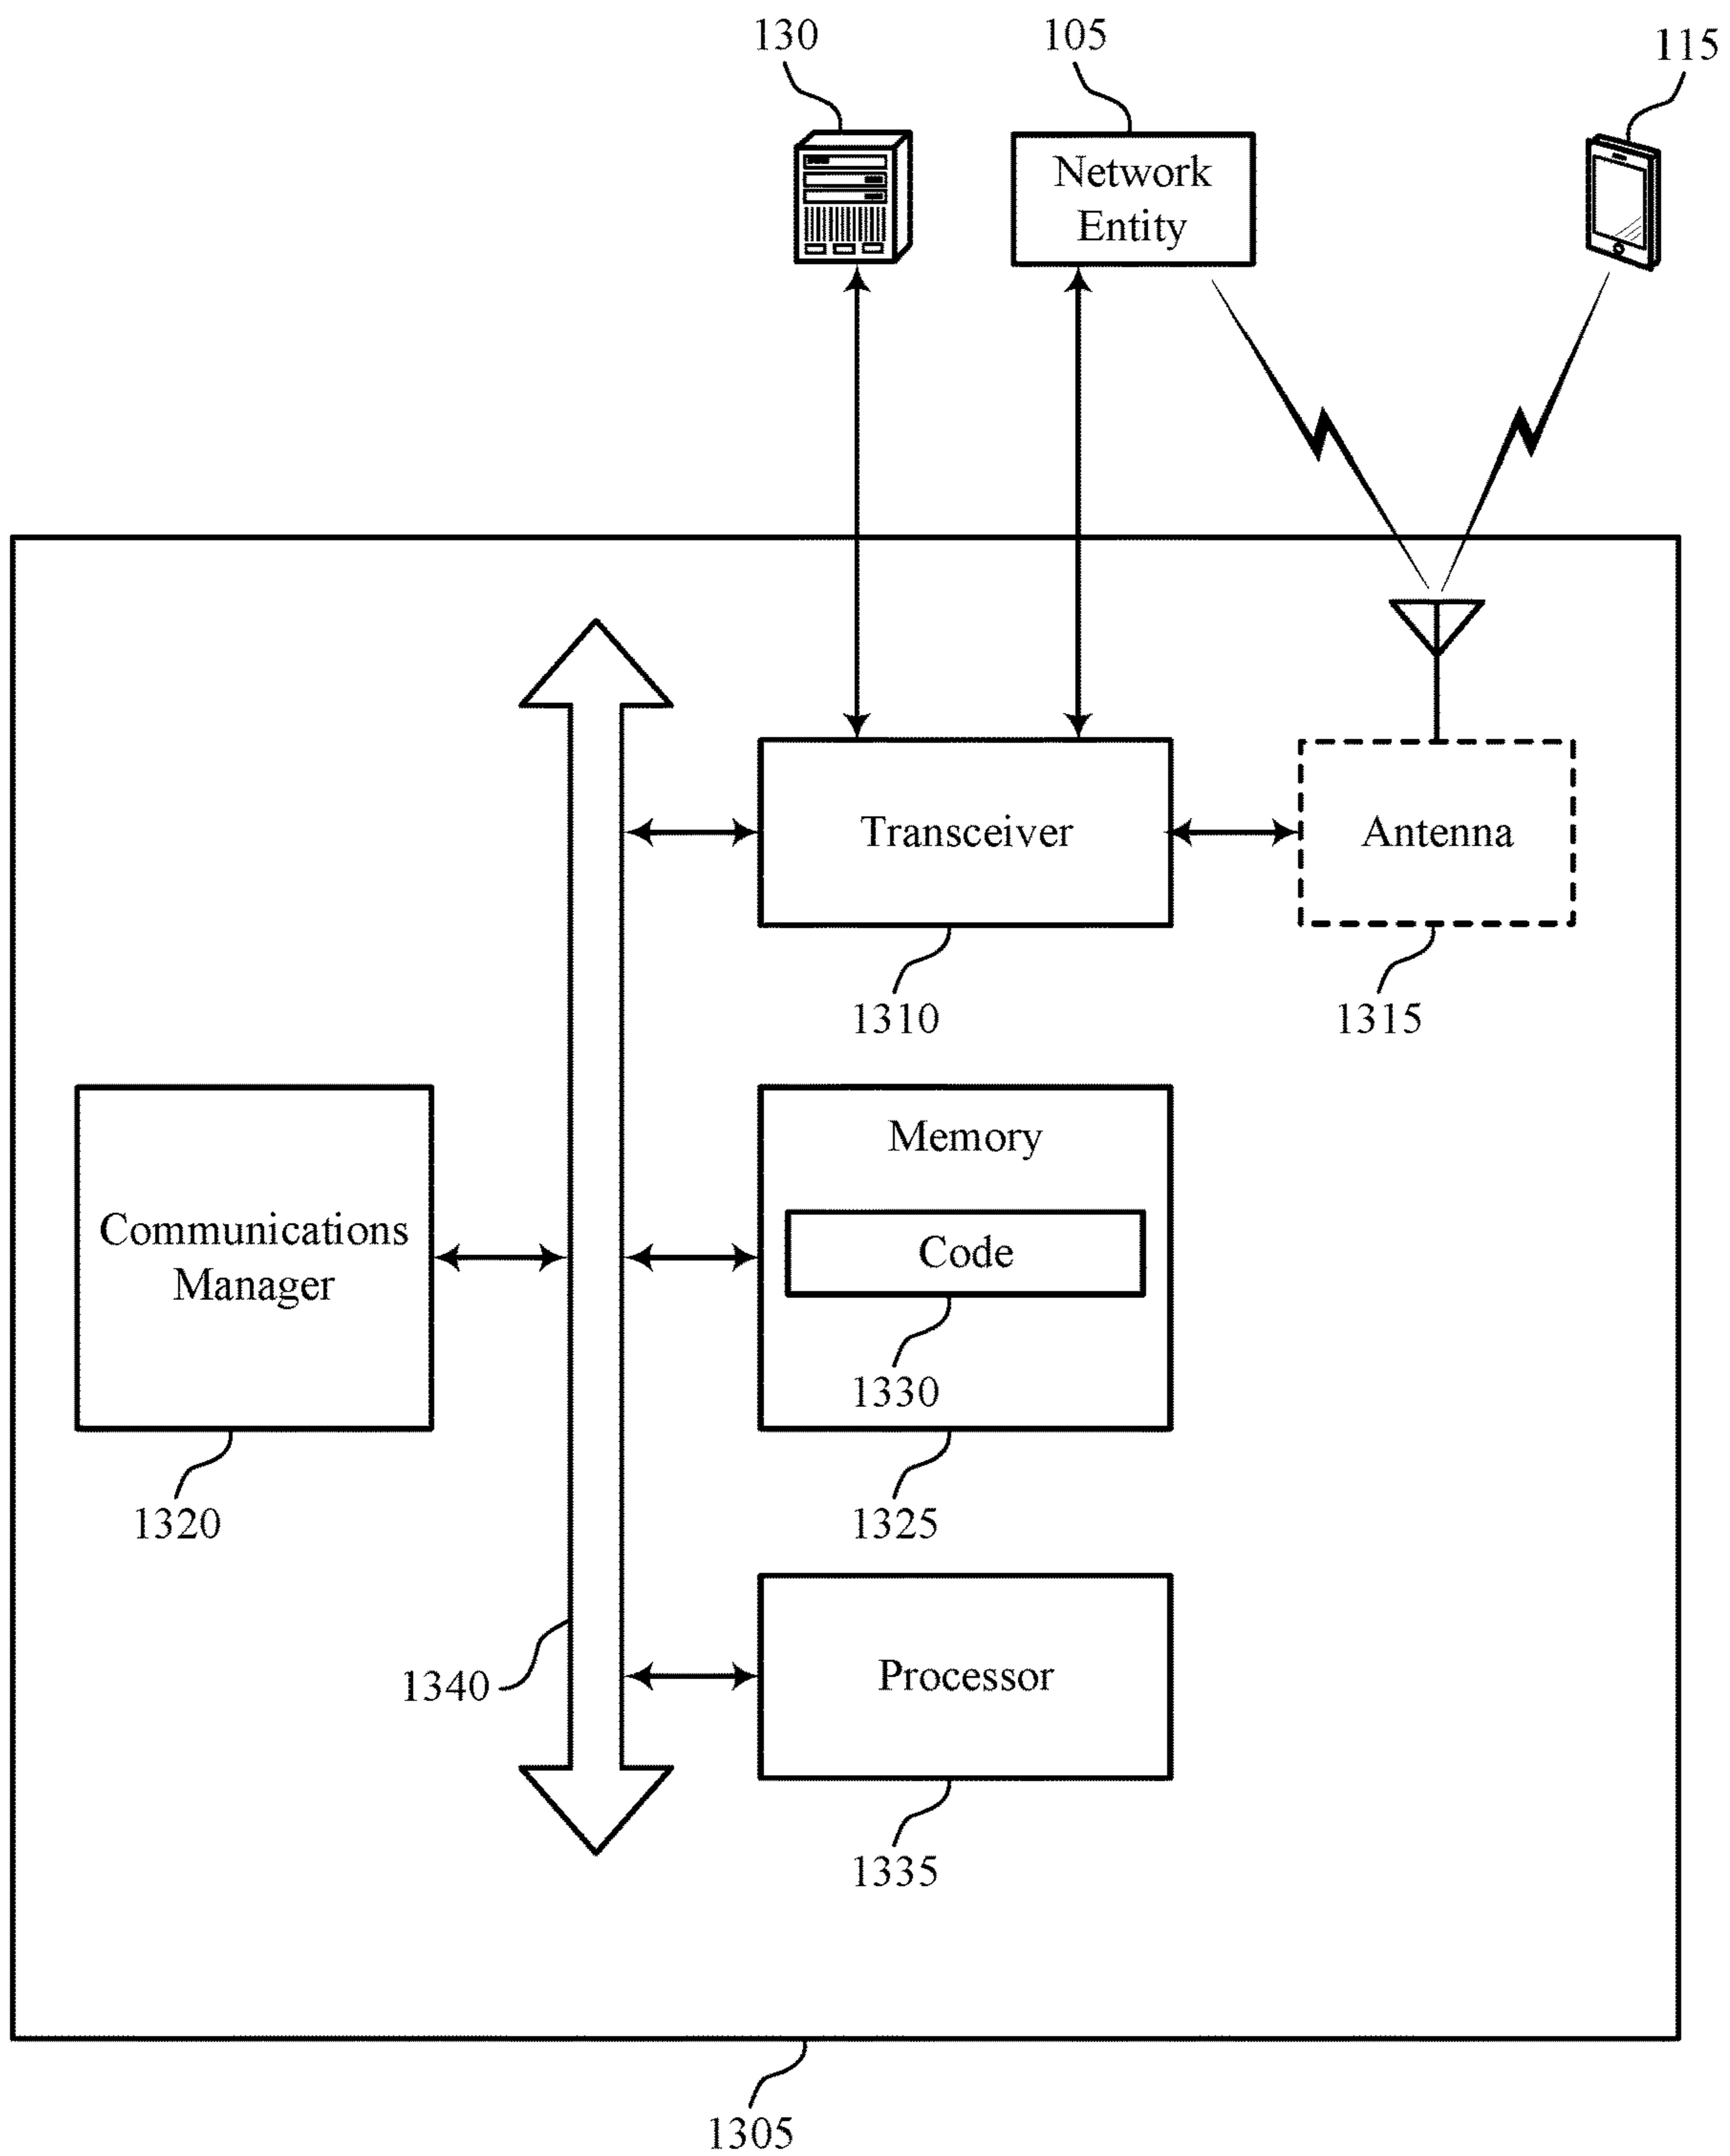 130
105
115
Network
Entity
Transceiver
Antenna
1310
1315
Communications
Manager
Memory
Code
1330
1320
1325
1340
Processor
1335
1305